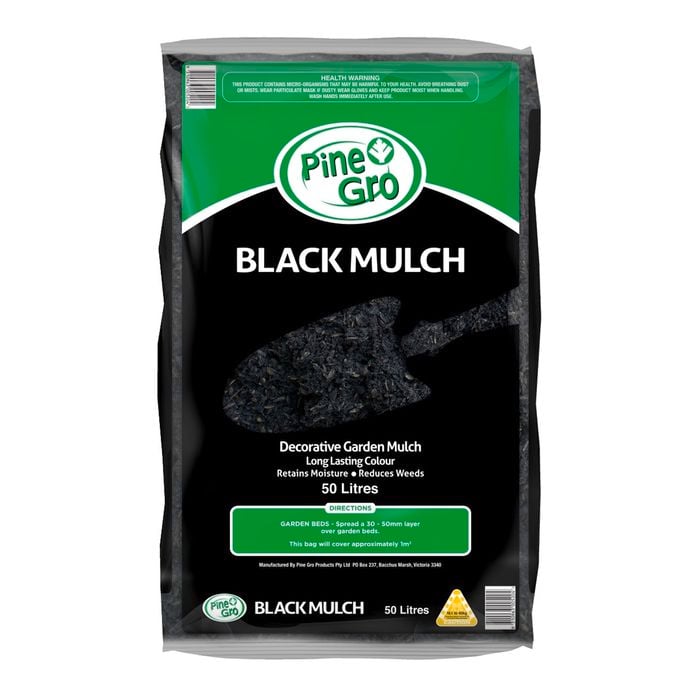 HEALTH WARNING
THIS PRODUCT CONTAINS MICRO-ORGANISMS THAT MAY BE HARMFUL TO YOUR HEALTH. AVOID BREATHING DUST
OR MISTS. WEAR PARTICULATE MASK IF DUSTY WEAR GLOVES AND KEEP PRODUCT MOIST WHEN HANDLING.
WASH HANDS IMMEDIATELY AFTER USE.
Pine
Gro
BLACK MULCH
Decorative Garden Mulch
Long Lasting Colour
Retains Moisture ● Reduces Weeds
50 Litres
DIRECTIONS
GARDEN BEDS - Spread a 30 - 50mm layer
over garden beds.
This bag will cover approximately 1m²
Manufactured By Pine Gro Products Pty Ltd PO Box 237, Bacchus Marsh, Victoria 3340
Pine
Gro
BLACK MULCH
50 Litres
CAUTION